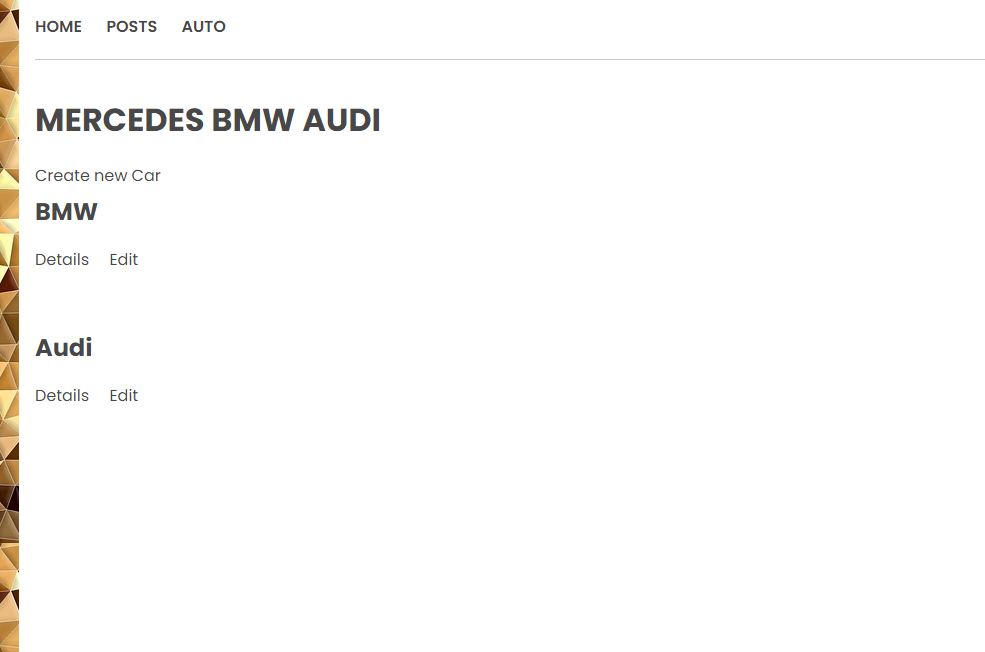 HOME POSTS AUTO
MERCEDES BMW AUDI
Create new Car
BMW
Details Edit
Audi
Details Edit